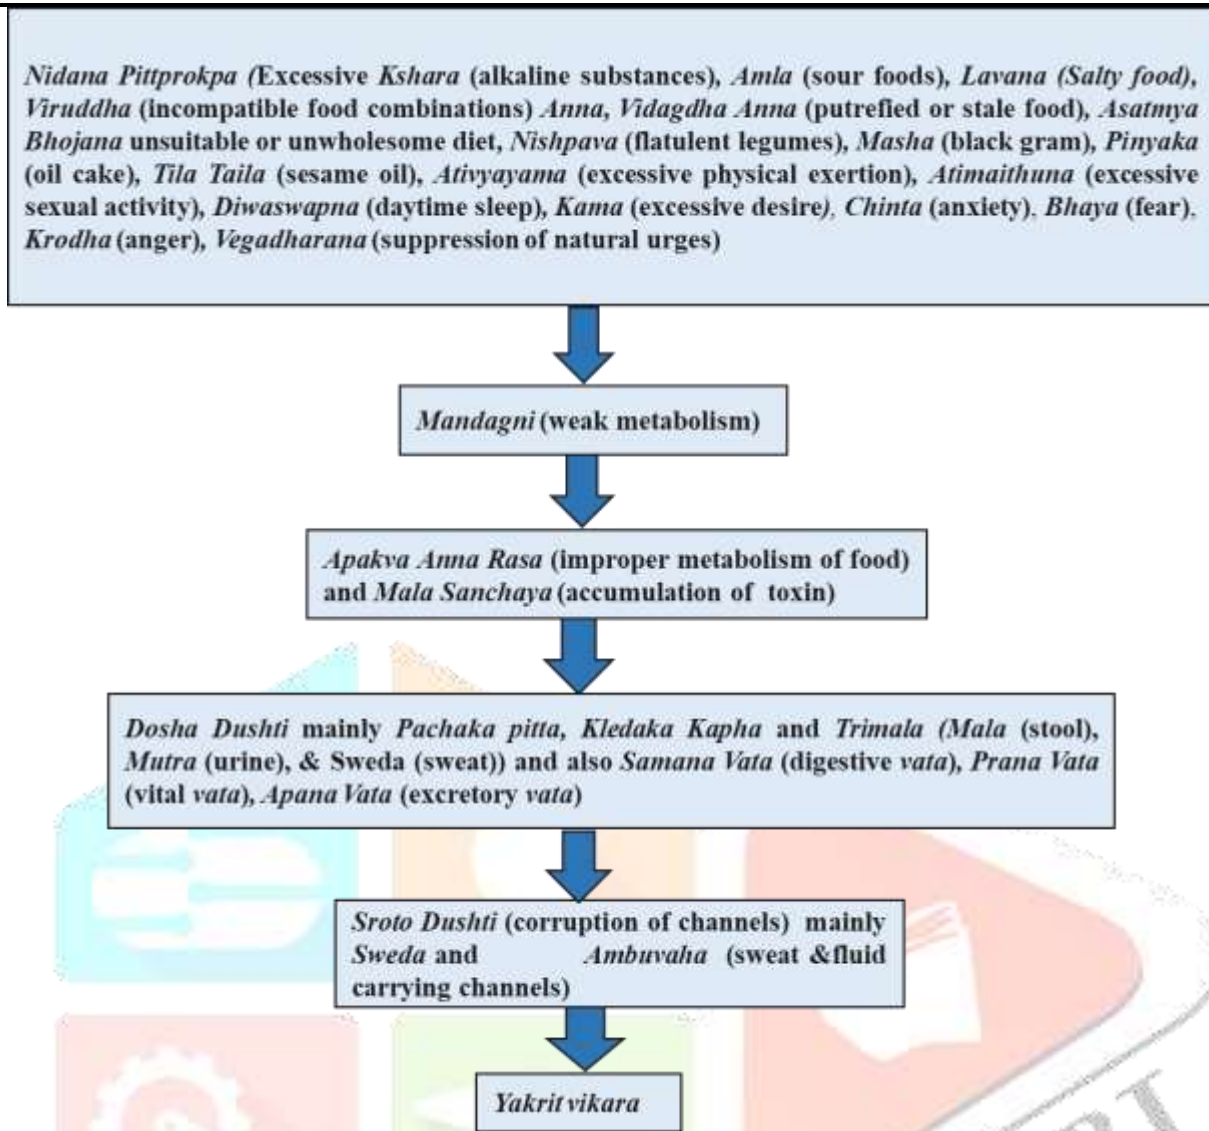 Nidana Pittprokpa (Excessive Kshara (alkaline substances), Amla (sour foods), Lavana (Salty food),
Viruddha (incompatible food combinations) Anna, Vidagdha Anna (putrefied or stale food), Asatmya
Bhojana unsuitable or unwholesome diet, Nishpava (flatulent legumes), Masha (black gram), Pinyaka
(oil cake), Tila Taila (sesame oil), Ativyayama (excessive physical exertion), Atimaithuna (excessive
sexual activity), Diwaswapna (daytime sleep), Kama (excessive desire), Chinta (anxiety), Bhaya (fear),
Krodha (anger), Vegadharana (suppression of natural urges)
Mandagni (weak metabolism)
Apakva Anna Rasa (improper metabolism of food)
and Mala Sanchaya (accumulation of toxin)
Dosha Dushti mainly Pachaka pitta, Kledaka Kapha and Trimala (Mala (stool),
Mutra (urine), & Sweda (sweat)) and also Samana Vata (digestive vata), Prana Vata
(vital vata), Apana Vata (excretory vata)
Sroto Dushti (corruption of channels) mainly
Sweda and Ambuvaha (sweat &fluid
carrying channels)
Yakrit vikara